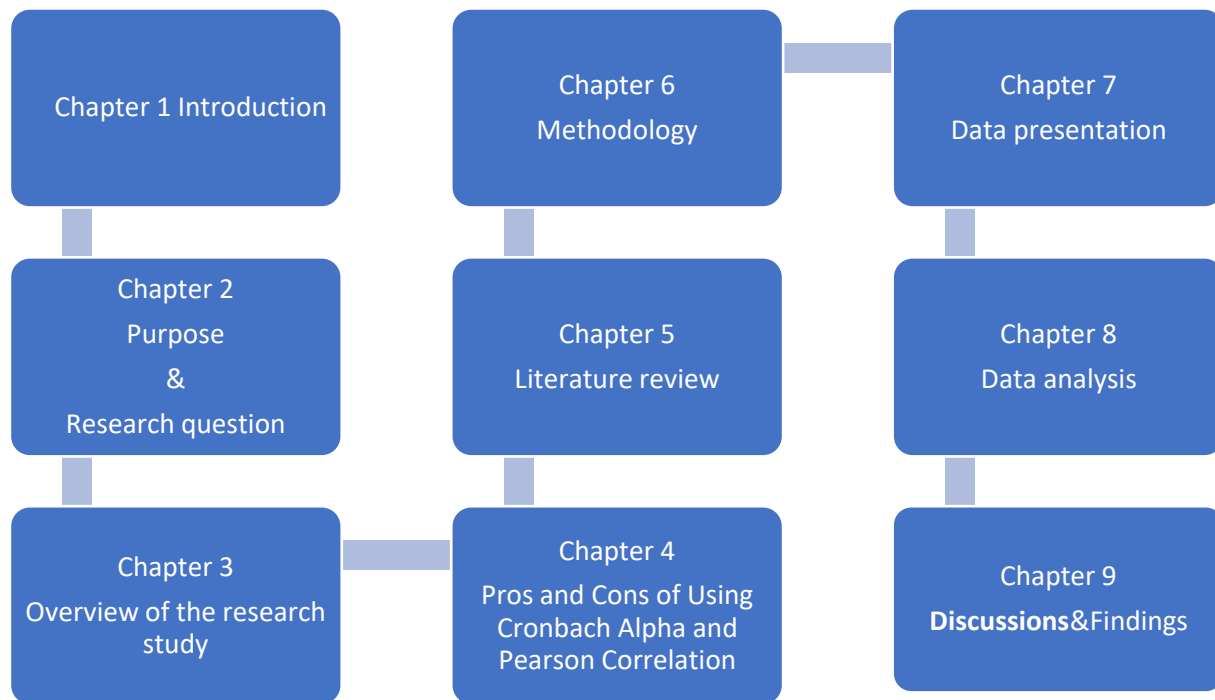 Chapter 1 Introduction
Chapter 2
Purpose
&
Research question
Chapter 3
Overview of the research
study
Chapter 4
Pros and Cons of Using
Cronbach Alpha and
Pearson Correlation
Chapter 5
Literature review
Chapter 6
Methodology
Chapter 7
Data presentation
Chapter 8
Data analysis
Chapter 9
Discussions&Findings